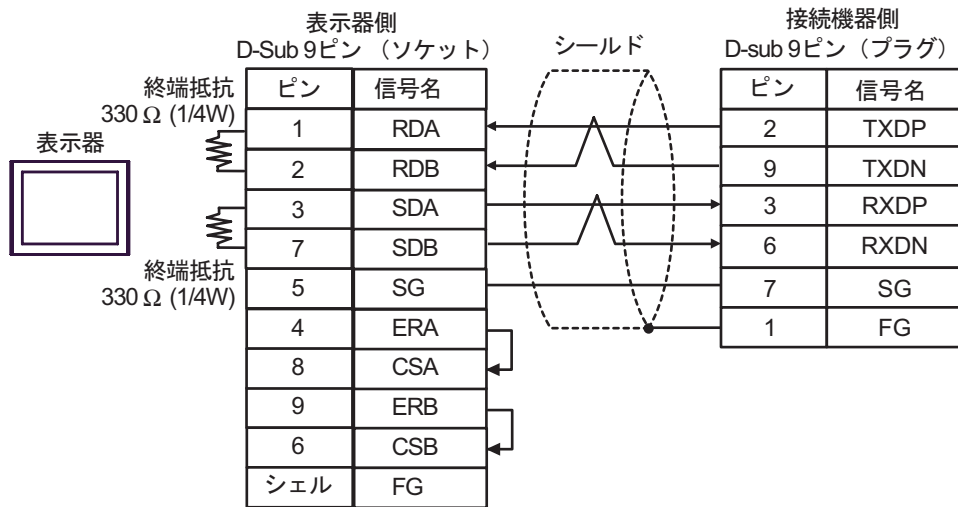 表示器側
D-Sub 9ピン （ソケット）
シールド
接続機器側
D-sub 9ピン（プラグ）
終端抵抗
330 Ω (1/4W)
表示器
終端抵抗
330 Ω (1/4W)
ピン 信号名
1 RDA
2 RDB
3 SDA
7 SDB
5 SG
4 ERA
8 CSA
9 ERB
6 CSB
シェル FG
ピン 信号名
2 TXDP
9 TXDN
3 RXDP
6 RXDN
7 SG
1 FG